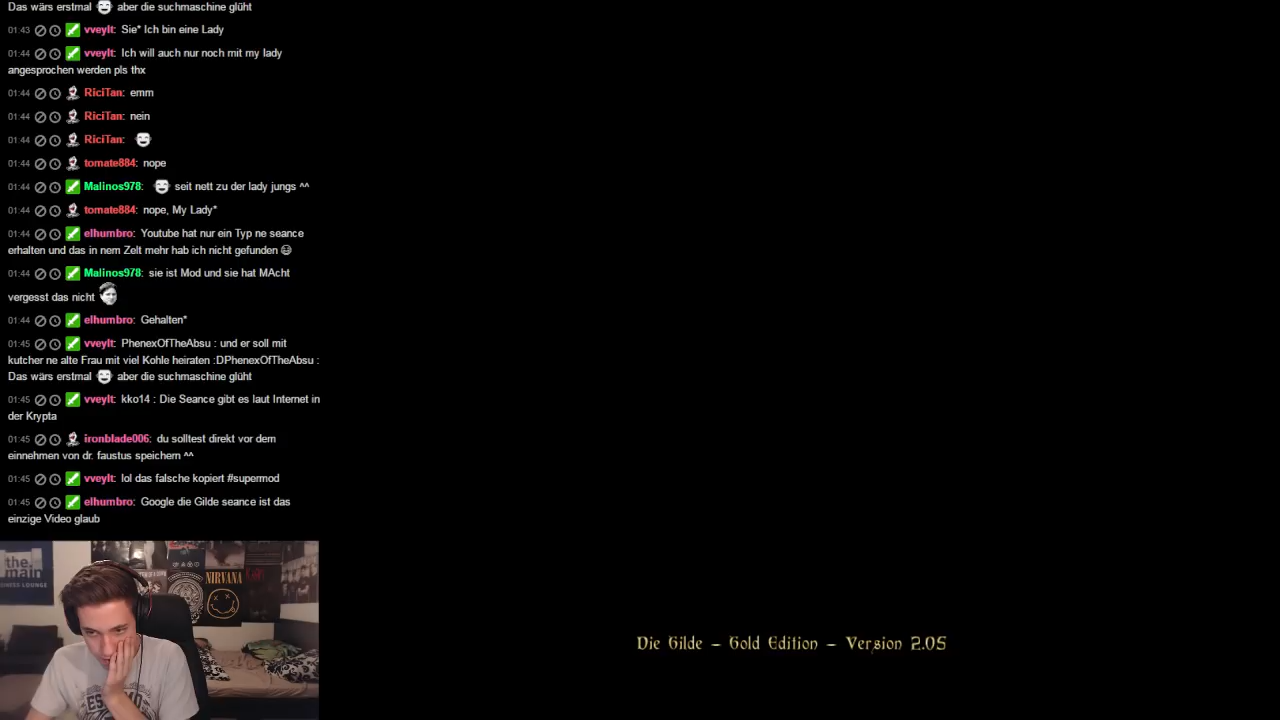 Das wärs erstmal aber die suchmaschine glüht
01:43 vveylt: Sie* Ich bin eine Lady
01:44 vveylt: Ich will auch nur noch mit my lady
angesprochen werden pls thx
01:44 RiciTan: emm
01:44 RiciTan: nein
01:44 RiciTan:
01:44 tomate884: nope
01:44 Malinos978: seit nett zu der lady jungs ^^
01:44 tomate884: nope, My Lady*
01:44 elhumbro: Youtube hat nur ein Typ ne seance
erhalten und das in nem Zelt mehr hab ich nicht gefunden 😄
01:44 Malinos978: sie ist Mod und sie hat MAcht
vergesst das nicht
01:44 elhumbro: Gehalten*
01:45 vveylt: PhenexOfTheAbsu : und er soll mit
kutcher ne alte Frau mit viel Kohle heiraten :DPhenexOfTheAbsu :
Das wärs erstmal aber die suchmaschine glüht
01:45 vveylt: kko14 : Die Seance gibt es laut Internet in
der Krypta
01:45 ironblade006: du solltest direkt vor dem
einnehmen von dr. faustus speichern ^^
01:45 vveylt: lol das falsche kopiert #supermod
01:45 elhumbro: Google die Gilde seance ist das
einzige Video glaub
the
main
NIRVANA
Die Gilde – Gold Edition – Version 2.05